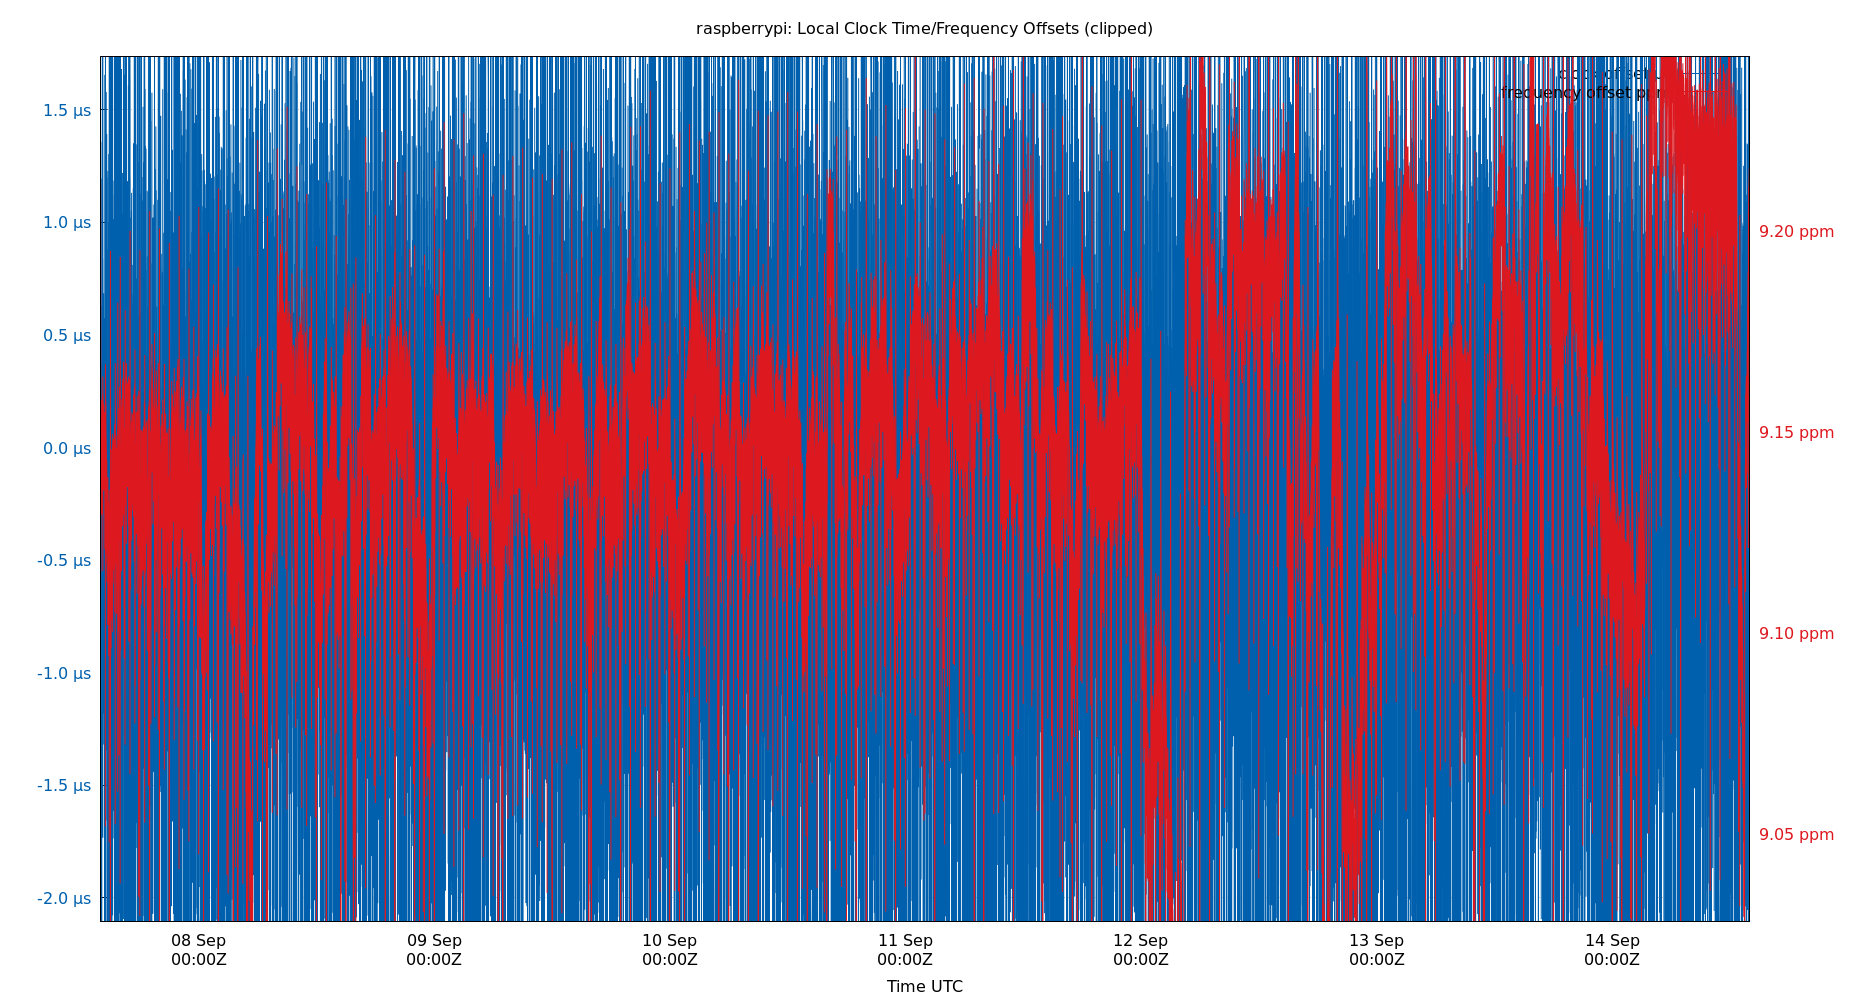 raspberrypi: Local Clock Time/Frequency Offsets (clipped)
frequency offset ppm
1.5 µs
1.0 µs
0.5 µs
0.0 µs
-0.5 µs
-1.0 µs
-1.5 µs
-2.0 µs
9.20 ppm
9.15 ppm
9.10 ppm
9.05 ppm
08 Sep 09 Sep 10 Sep 11 Sep 12 Sep 13 Sep 14 Sep
00:00Z 00:00Z 00:00Z 00:00Z 00:00Z 00:00Z 00:00Z
Time UTC